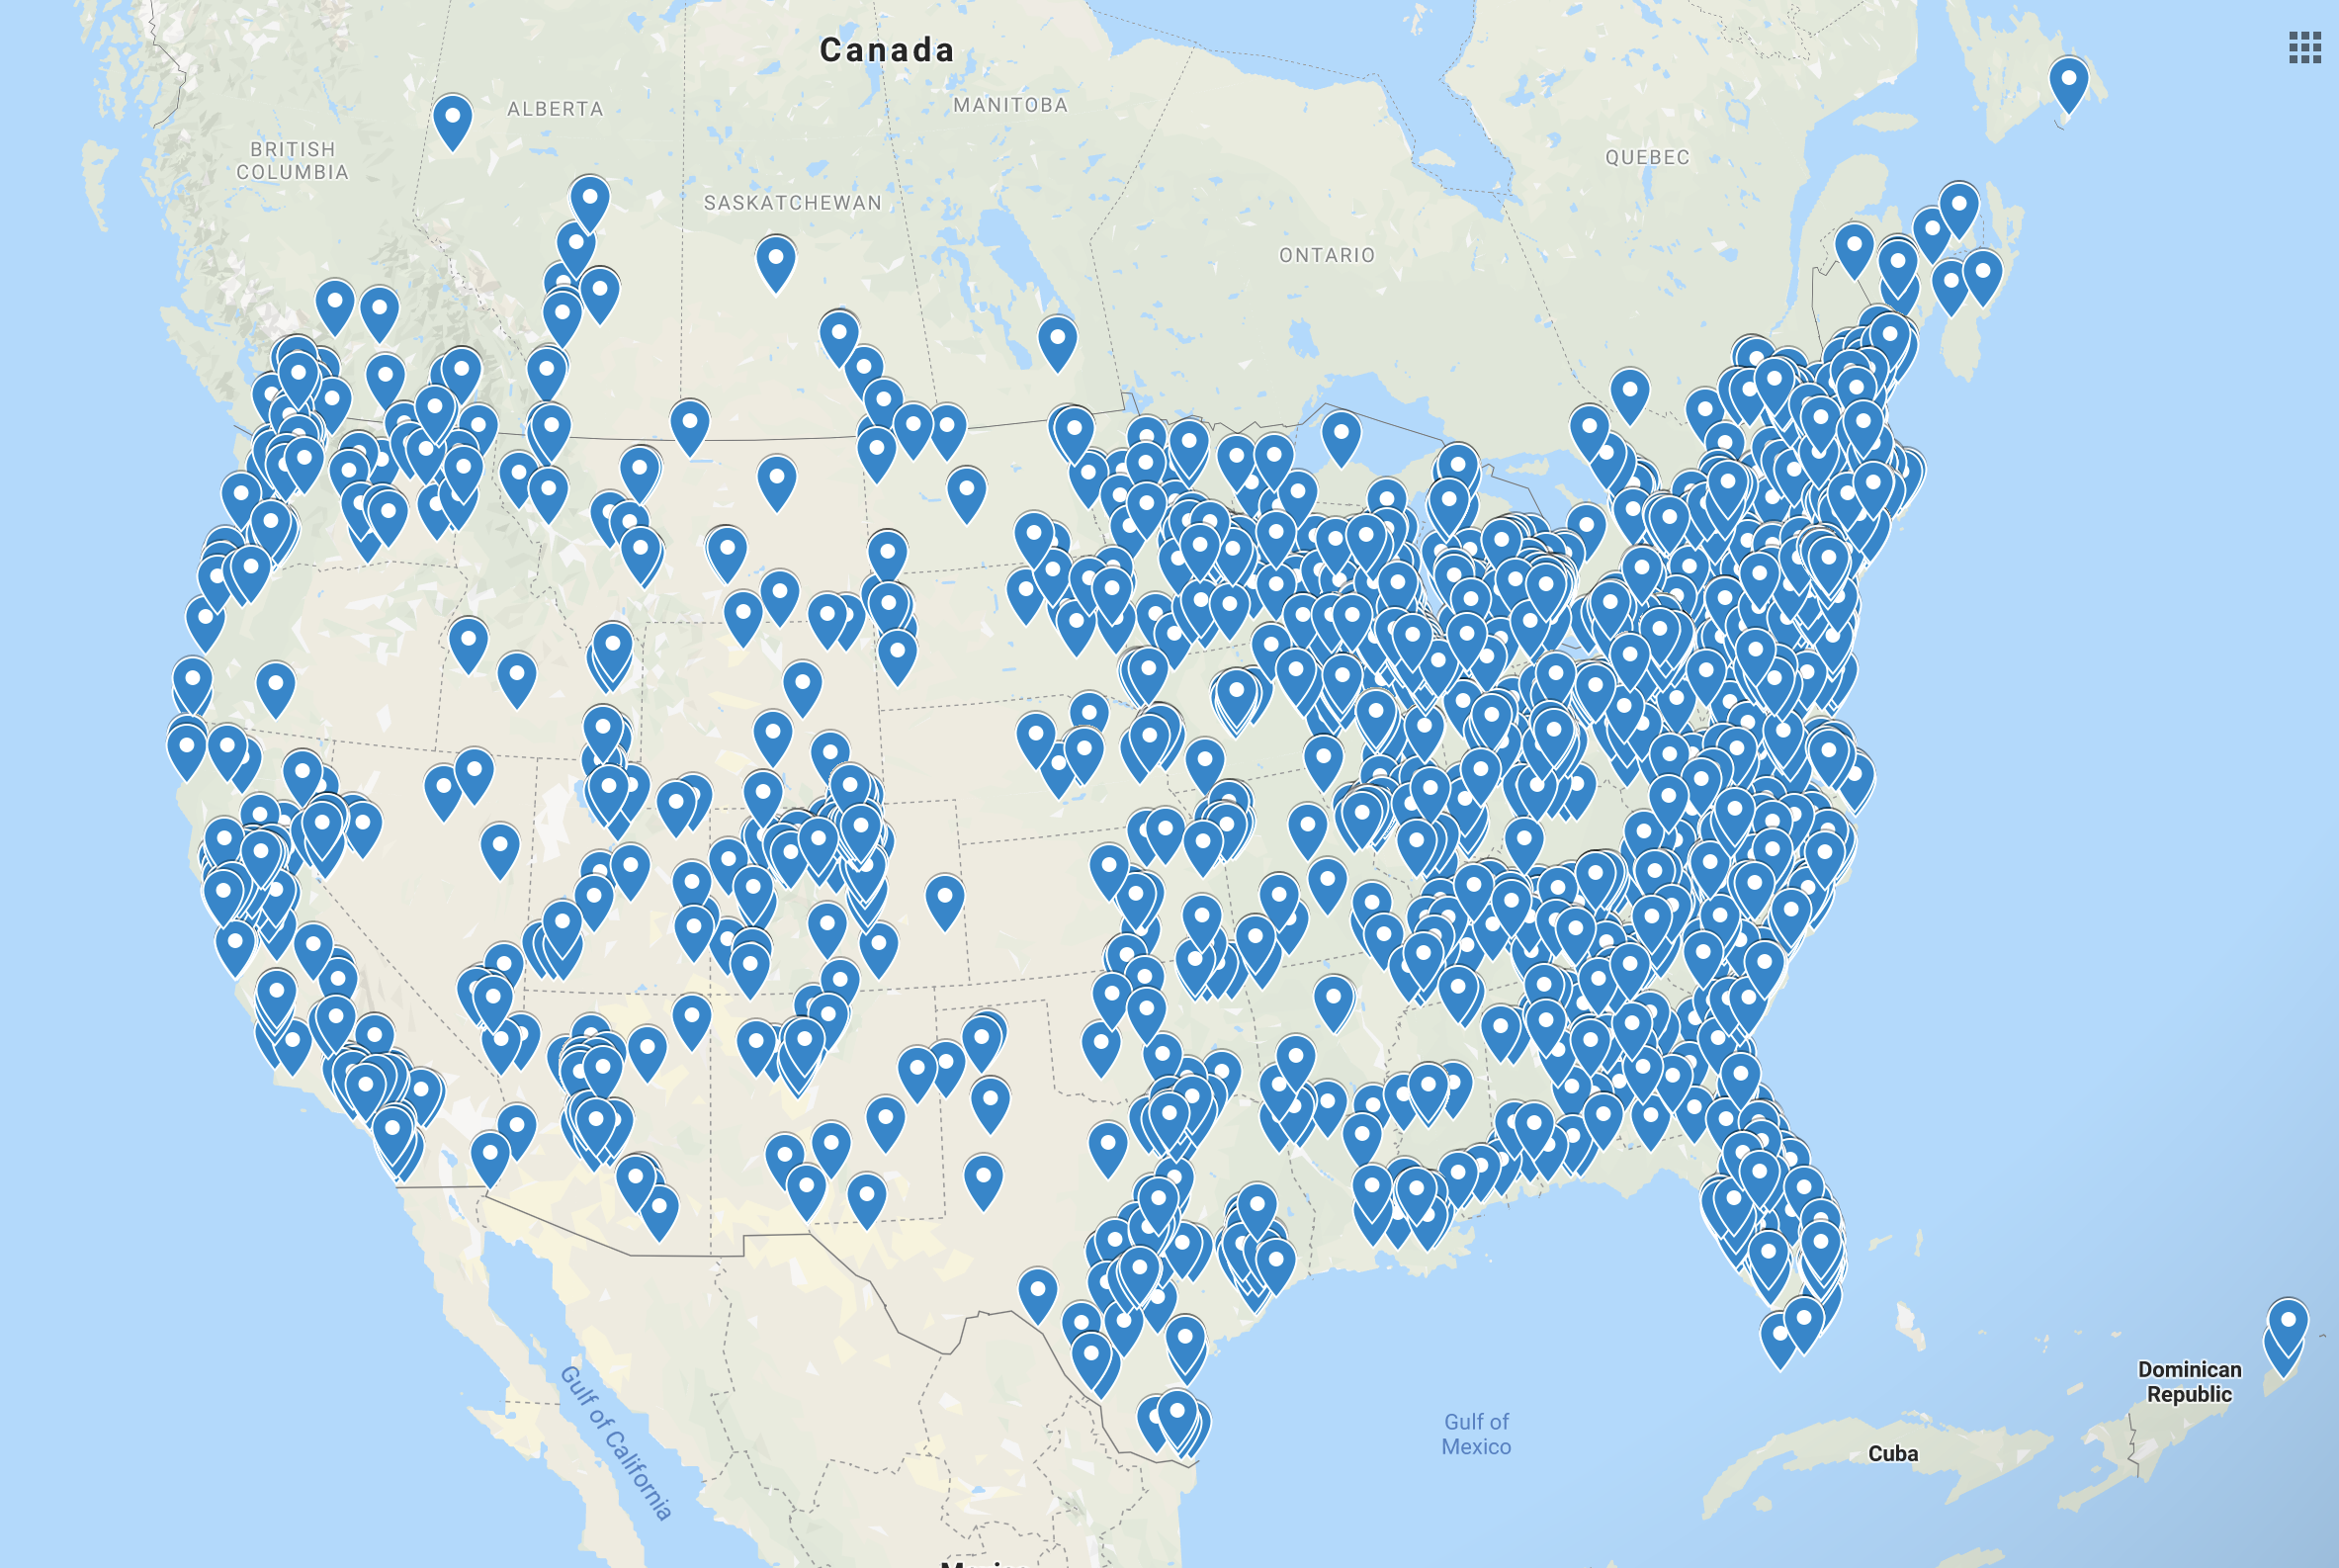 Canada
ALBERTA
MANITOBA
BRITISH
COLUMBIA
QUEBEC
SASKATCHEWAN
ONTARIO
Gulf of California
Dominican
Republic
Gulf of
Mexico
Cuba